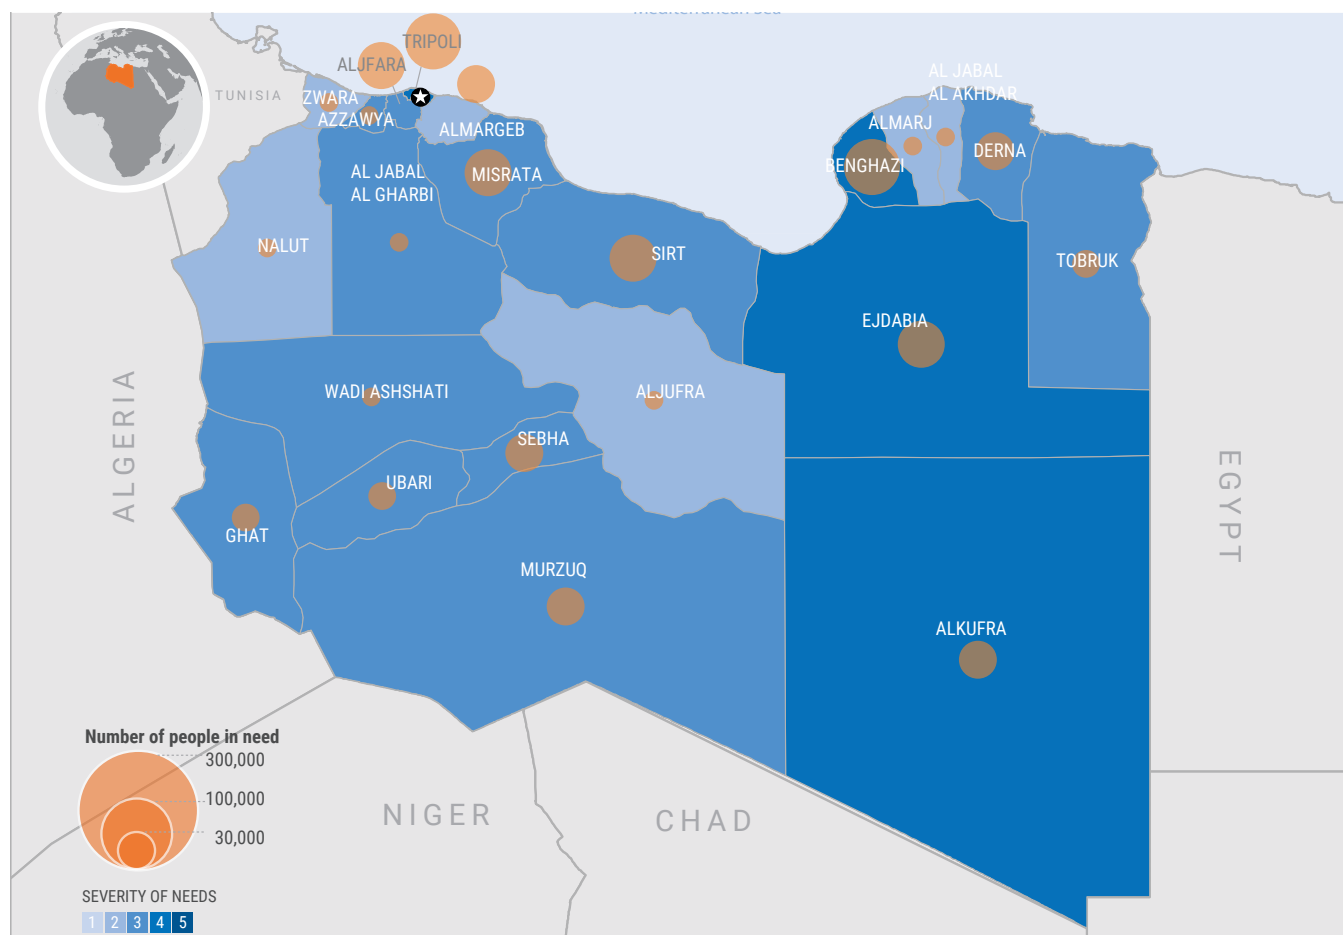 Mediterranean Sea
TRIPOLI
ALJFARA
TUNISIA
ZWARA
AZZAWYA
ALMARGEB
MISRATA
AL JABAL
AL GHARBI
NALUT
SIRT
AL JABAL
AL AKHDAR
ALMARJ
BENGHAZI
DERNA
TOBRUK
EJDABIA
WADI ASHSHATI
ALJUFRA
SEBHA
UBARI
GHAT
MURZUQ
ALKUFRA
ALGERIA
EGYPT
NIGER
CHAD
Number of people in need
300,000
100,000
30,000
SEVERITY OF NEEDS
1 2 3 4 5